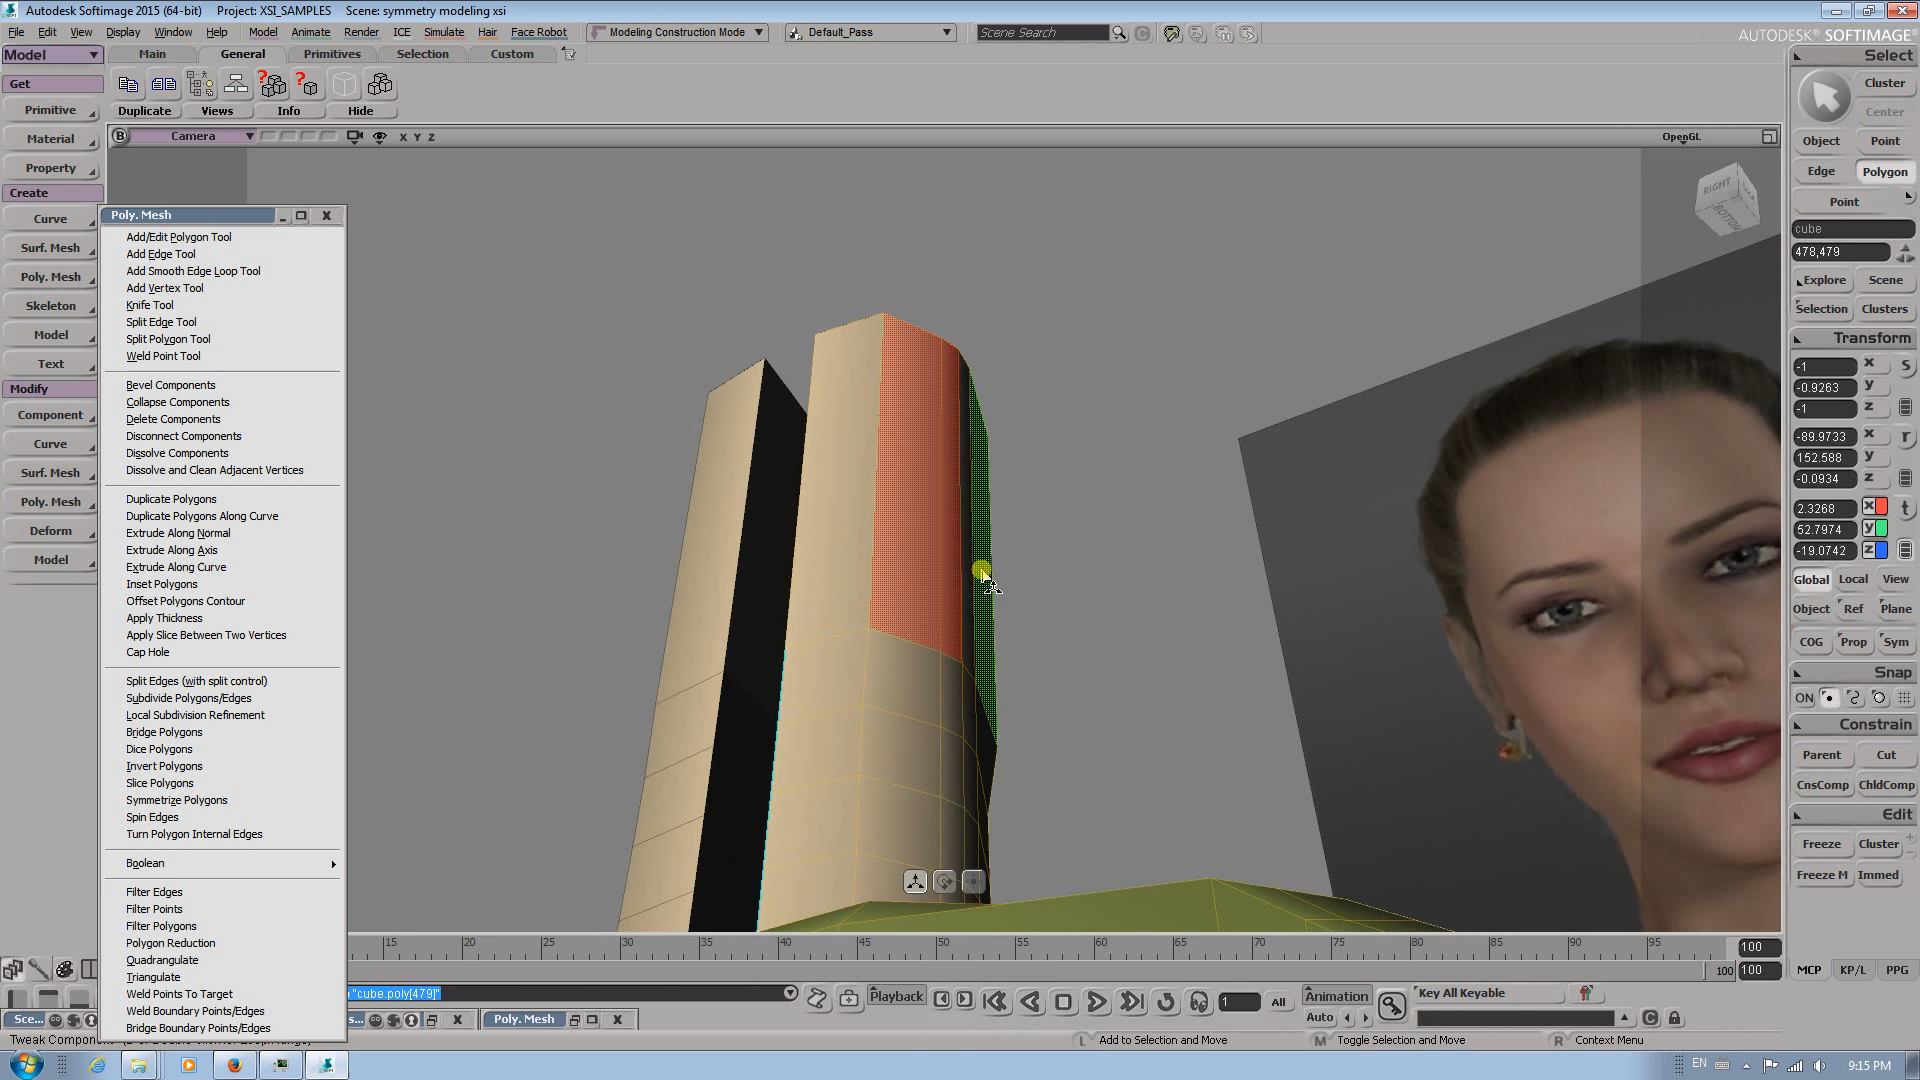 Autodesk Softimage 2015 (64-bit) Project: XSI_SAMPLES Scene: symmetry modeling xsi
File Edit View Display Window Help Model Animate Render ICE Simulate Hair Face Robot Modeling Construction Mode Default_Pass Scene Search AUTODESK® SOFTIMAGE®
Model Main General Primitives Selection Custom Select
Get
Primitive
Material
Property
Create
Curve
Surf. Mesh
Poly. Mesh
Skeleton
Model
Text
Modify
Component
Curve
Surf. Mesh
Poly. Mesh
Deform
Model
Duplicate Views Info Hide
B Camera X Y Z OpenGL
Poly. Mesh
Add/Edit Polygon Tool
Add Edge Tool
Add Smooth Edge Loop Tool
Add Vertex Tool
Knife Tool
Split Edge Tool
Split Polygon Tool
Weld Point Tool
Bevel Components
Collapse Components
Delete Components
Disconnect Components
Dissolve Components
Dissolve and Clean Adjacent Vertices
Duplicate Polygons
Duplicate Polygons Along Curve
Extrude Along Normal
Extrude Along Axis
Extrude Along Curve
Inset Polygons
Offset Polygons Contour
Apply Thickness
Apply Slice Between Two Vertices
Cap Hole
Split Edges (with split control)
Subdivide Polygons/Edges
Local Subdivision Refinement
Bridge Polygons
Dice Polygons
Invert Polygons
Slice Polygons
Symmetrize Polygons
Spin Edges
Turn Polygon Internal Edges
Boolean
Filter Edges
Filter Points
Filter Polygons
Polygon Reduction
Quadrangulate
Triangulate
Weld Points To Target
Weld Boundary Points/Edges
Bridge Boundary Points/Edges
RIGHT
BOTTOM
Cluster
Center
Object Point
Edge Polygon
Point
cube
478,479
Explore Scene
Selection Clusters
Transform
-1 x s
-0.9263 y
-1 z
-89.9733 x r
152.588 y
-0.0934 z
2.3268 x t
52.7974 y
-19.0742 z
Global Local View
Object Ref Plane
COG Prop Sym
Snap
ON
Constrain
Parent Cut
CnsComp ChldComp
Edit
Freeze Cluster
Freeze M Immed
15 20 25 30 35 40 45 50 55 60 65 70 75 80 85 90 95 100
100 100 MCP KP/L PPG
"cube.poly[479]" Playback 1 All Animation Key All Keyable
Auto
Sce... s... Poly. Mesh
Tweak Compon L Add to Selection and Move M Toggle Selection and Move R Context Menu
EN 9:15 PM